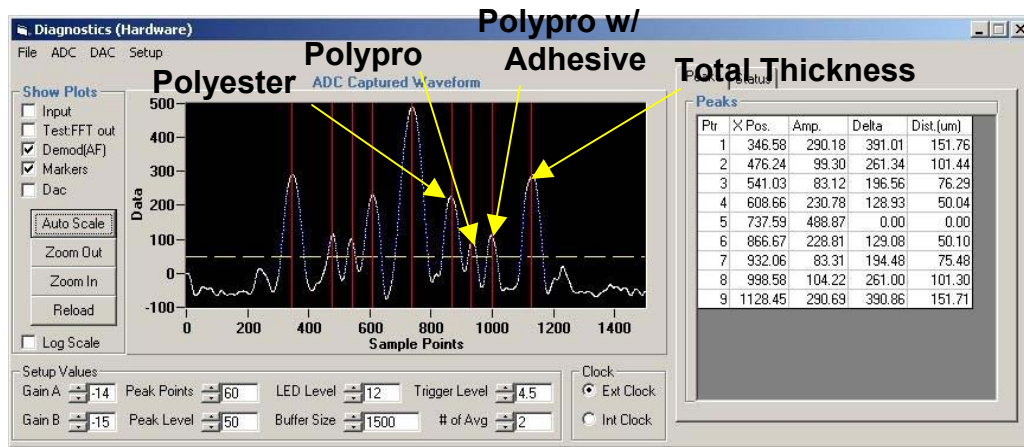 Diagnostics (Hardware)
File ADC DAC Setup
Polyester
Polypro
Polypro w/
Adhesive
Total Thickness
Show Plots
Input
Test:FFT out
Demod(AF)
Markers
Dac
Auto Scale
Zoom Out
Zoom In
Reload
Log Scale
ADC Captured Waveform
Data
500
400
300
200
100
0
-100
0 200 400 600 800 1000 1200 1400
Sample Points
Status
Peaks
Ptr X Pos. Amp. Delta Dist.(um)
1 346.58 290.18 391.01 151.76
2 476.24 99.30 261.34 101.44
3 541.03 83.12 196.56 76.29
4 608.66 230.78 128.93 50.04
5 737.59 488.87 0.00 0.00
6 866.67 228.81 129.08 50.10
7 932.06 83.31 194.48 75.48
8 998.58 104.22 261.00 101.30
9 1128.45 290.69 390.86 151.71
Setup Values
Gain A -14 Peak Points 60 LED Level 12 Trigger Level 4.5
Gain B -15 Peak Level 50 Buffer Size 1500 # of Avg 2
Clock
Ext Clock
Int Clock